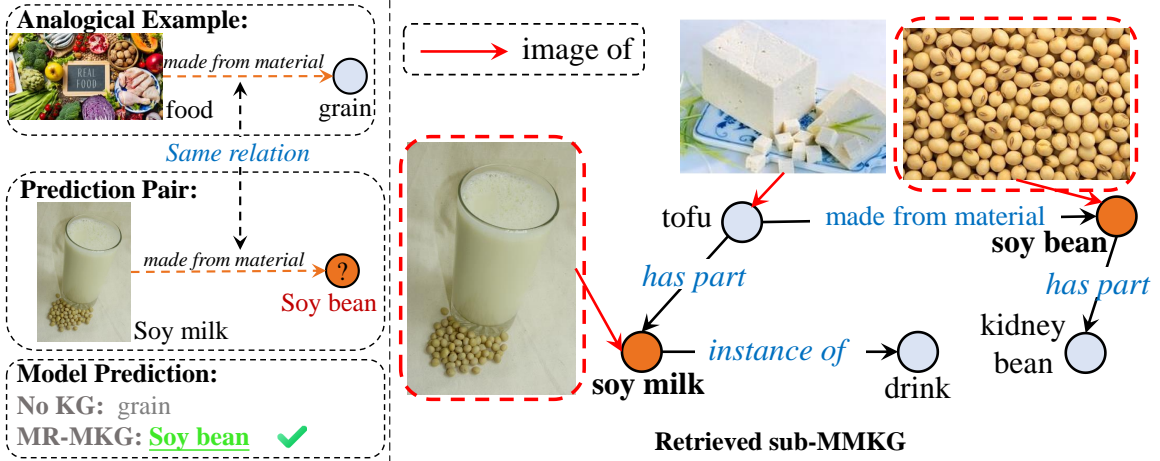 Analogical Example:
REAL
FOOD
made from material
food
grain
Same relation
Prediction Pair:
made from material
?
Soy bean
Soy milk
Model Prediction:
No KG: grain
MR-MKG: Soy bean
image of
tofu
made from material
soy bean
has part
has part
kidney
bean
soy milk
instance of
drink
Retrieved sub-MMKG